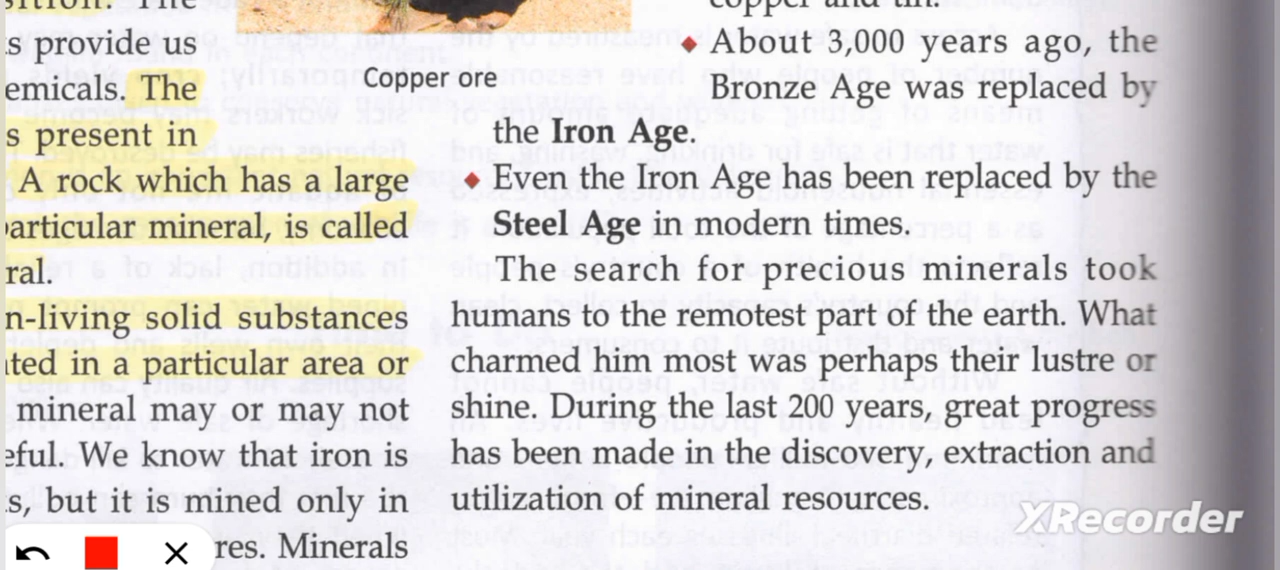 s provide us
emicals. The
s present in
A rock which has a large
articular mineral, is called
ral.
n-living solid substances
ted in a particular area or
mineral may or may not
eful. We know that iron is
s, but it is mined only in
res. Minerals
copper ore
copper and tin.
About 3,000 years ago, the
Bronze Age was replaced by
the Iron Age.
Even the Iron Age has been replaced by the
Steel Age in modern times.
The search for precious minerals took
humans to the remotest part of the earth. What
charmed him most was perhaps their lustre or
shine. During the last 200 years, great progress
has been made in the discovery, extraction and
utilization of mineral resources.
XRecorder